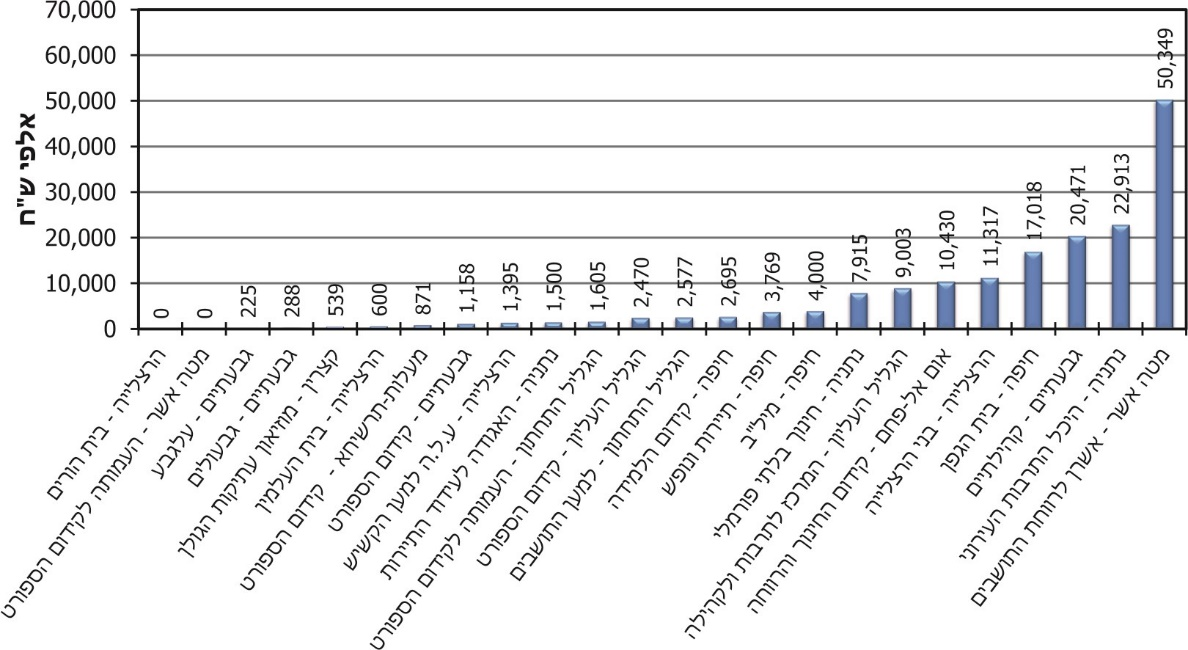 70,000
60,000
50,000
40,000
30,000
20,000
10,000
0
אלפי ש"ח
0
0
225
288
539
600
871
1,158
1,395
1,500
1,605
2,470
2,577
2,695
3,769
4,000
7,915
9,003
10,430
11,317
17,018
20,471
22,913
50,349
הרצלייה - בית הורים
מטה אשר - העמותה לקידום הספורט
גבעתיים - עלגבע
גבעתיים - גבעולים
קצרין - מוזיאון עתיקות הגולן
הרצלייה - בית העלמין
מעלות-תרשיחא - קידום הספורט
גבעתיים - קידום הספורט
הרצלייה - ע.ל.ה למען הקשיש
נתניה - האגודה לעידוד התיירות
הגליל התחתון - העמותה לקידום הספורט
הגליל העליון - קידום הספורט
הגליל התחתון - למען התושבים
חיפה - קידום הלמידה
חיפה - תיירות ונופש
חיפה - מיל"ב
נתניה - חינוך בלתי פורמלי
הגליל העליון - המרכז לתרבות ולקהילה
אום אל-פחם - קידום החינוך והרווחה
הרצלייה - בני הרצלייה
חיפה - בית הגפן
גבעתיים - קהילתיים
נתניה - היכל התרבות העירוני
מטה אשר - אשרך לרווחת התושבים